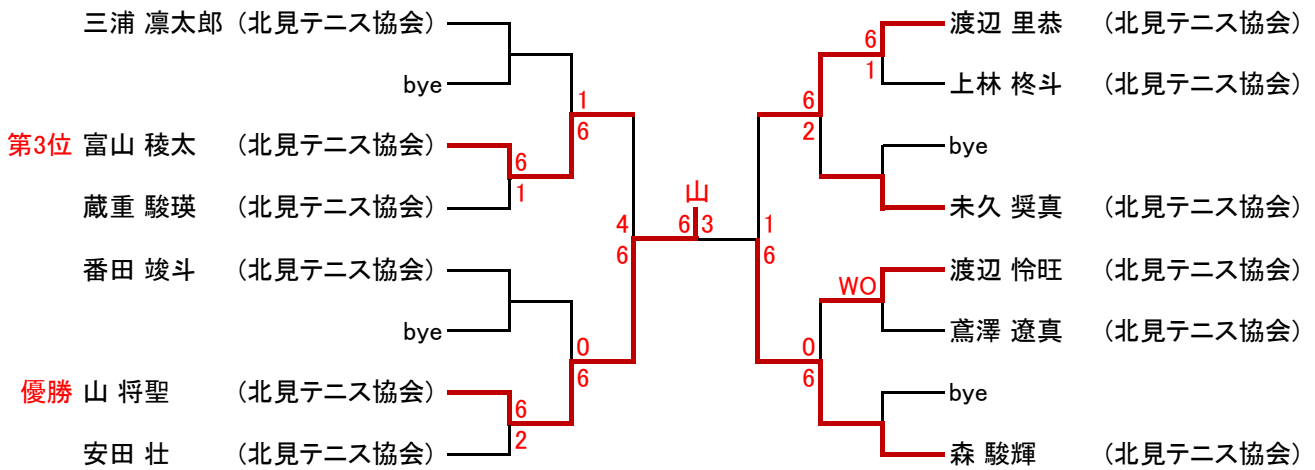 三浦 凛太郎 (北見テニス協会)
bye
第3位 富山 稜太 (北見テニス協会)
蔵重 駿瑛 (北見テニス協会)
番田 竣斗 (北見テニス協会)
bye
優勝 山 将聖 (北見テニス協会)
安田 壮 (北見テニス協会)
6
1
6
2
1
6
0
6
4
6
山
6 3
1
6
6
2
0
6
6
1
WO
渡辺 里恭 (北見テニス協会)
上林 柊斗 (北見テニス協会)
bye
未久 奨真 (北見テニス協会)
渡辺 怜旺 (北見テニス協会)
鳶澤 遼真 (北見テニス協会)
bye
森 駿輝 (北見テニス協会)